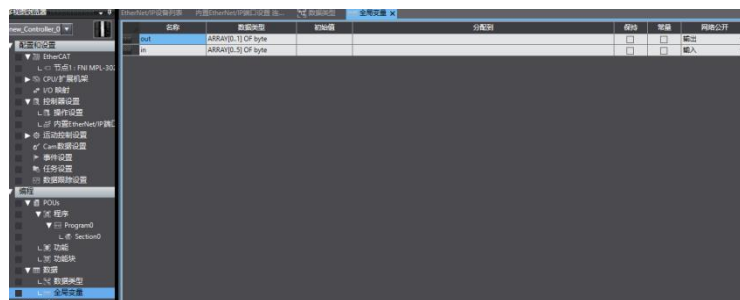 EtherNet/IP设备列表 内置EtherNet/IP端口设置 连... 数据类型 全局变量 x
new_Controller_0
配置和设置
EtherCAT
节点1 : FNI MPL-302
CPU/扩展机架
I/O 映射
控制器设置
操作设置
内置EtherNet/IP端口
运动控制设置
Cam数据设置
事件设置
任务设置
数据跟踪设置
编程
POUs
程序
Program0
Section0
功能
功能块
数据
数据类型
全局变量
名称 数据类型 初始值 分配到 保持 常量 网络公开
out ARRAY[0..1] OF byte 输出
in ARRAY[0..5] OF byte 输入